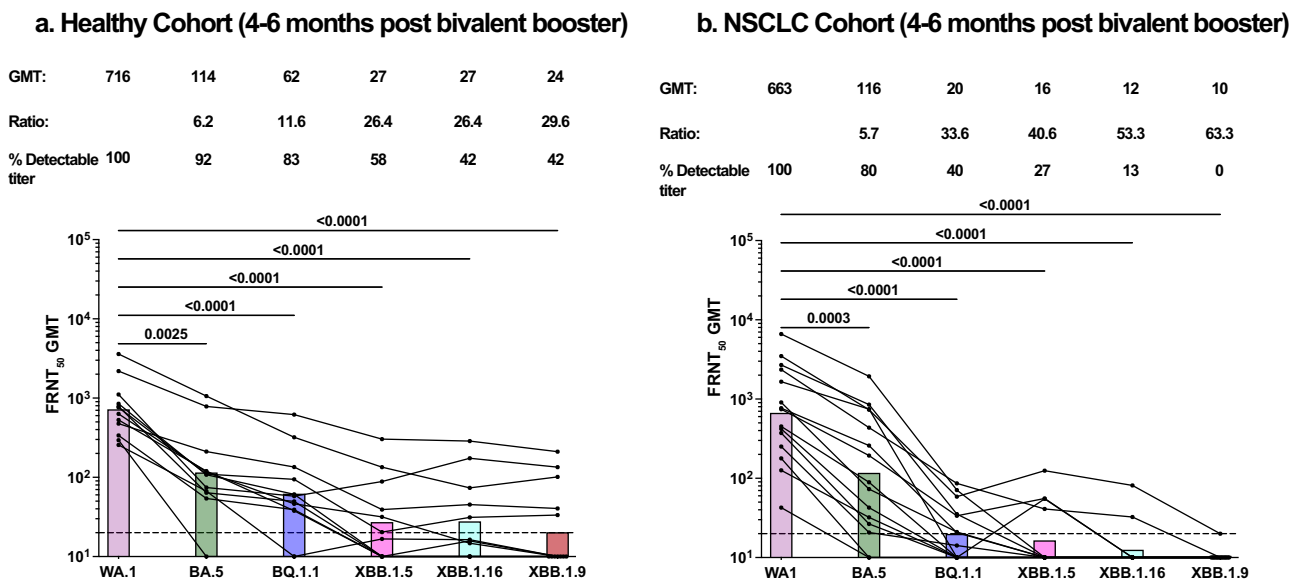 a. Healthy Cohort (4-6 months post bivalent booster)
GMT: 716 114 62 27 27 24
Ratio: 6.2 11.6 26.4 26.4 29.6
% Detectable titer 100 92 83 58 42 42
<0.0001
<0.0001
<0.0001
<0.0001
0.0025
FRNT50 GMT
10^5
10^4
10^3
10^2
10^1
WA.1 BA.5 BQ.1.1 XBB.1.5 XBB.1.16 XBB.1.9
b. NSCLC Cohort (4-6 months post bivalent booster)
GMT: 663 116 20 16 12 10
Ratio: 5.7 33.6 40.6 53.3 63.3
% Detectable titer 100 80 40 27 13 0
<0.0001
<0.0001
<0.0001
<0.0001
0.0003
FRNT50 GMT
10^5
10^4
10^3
10^2
10^1
WA1 BA.5 BQ.1.1 XBB.1.5 XBB.1.16 XBB.1.9